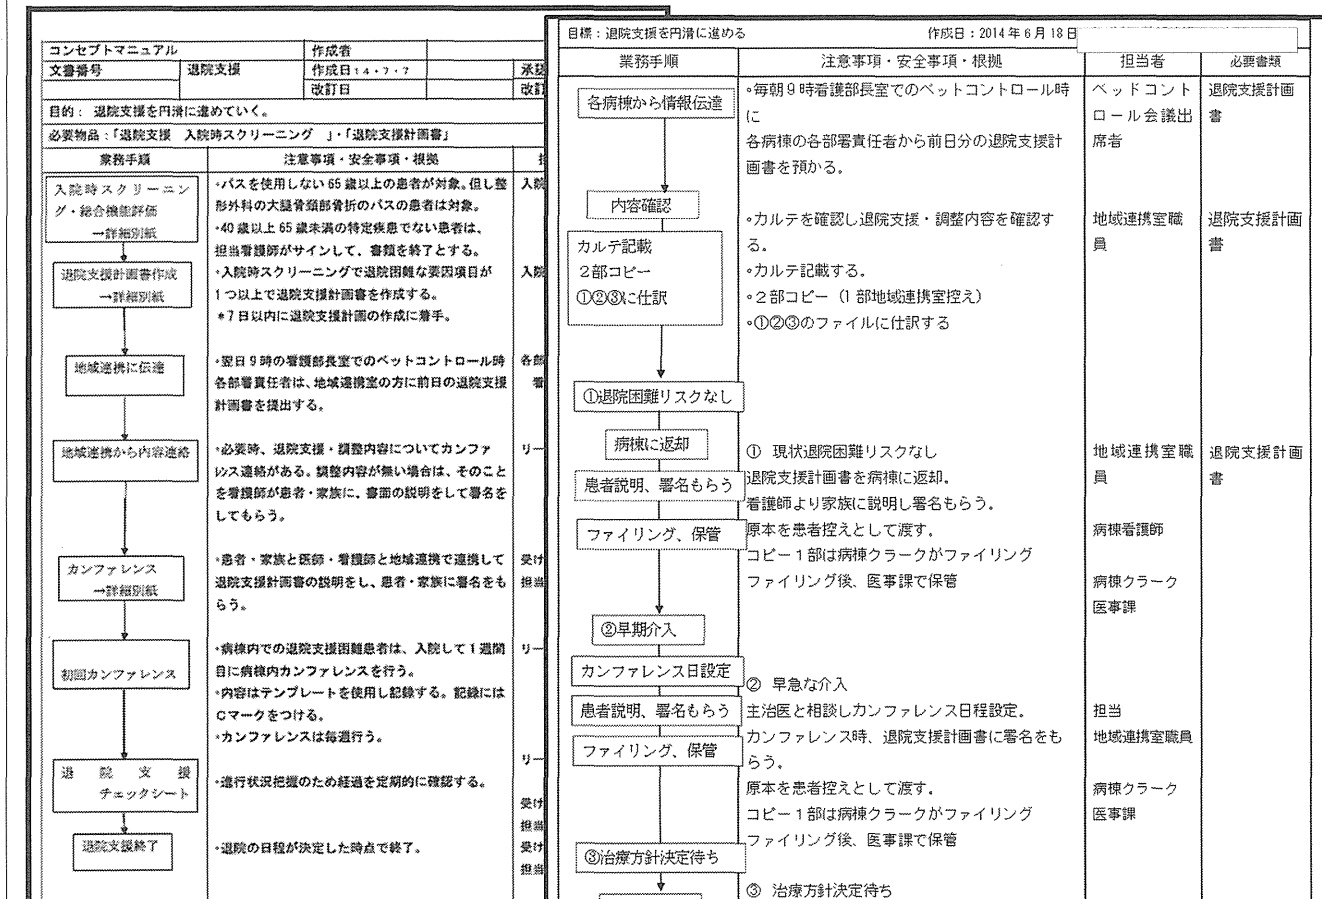 コンセプトマニュアル
作成者
文書番号
退院支援
作成日14・7・7
承認
改訂日
改訂
目的： 退院支援を円滑に進めていく。
必要物品：「退院支援　入院時スクリーニング　」・「退院支援計画書」
業務手順
注意事項・安全事項・根拠
入院時スクリーニン
グ・総合機能評価
→詳細別紙
◦パスを使用しない65歳以上の患者が対象。但し整
形外科の大腿骨頸部骨折のパスの患者は対象。
◦40歳以上65歳未満の特定疾患でない患者は、
担当看護師がサインして、書類を終了とする。
入院
退院支援計画書作成
→詳細別紙
◦入院時スクリーニングで退院困難な要因項目が
1つ以上で退院支援計画書を作成する。
＊7日以内に退院支援計画の作成に着手。
入院
地域連携に伝達
◦翌日9時の看護部長室でのベットコントロール時
各部署責任者は、地域連携室の方に前日の退院支援
計画書を提出する。
各部
看
地域連携から内容連絡
◦必要時、退院支援・調整内容についてカンファ
レンス連絡がある。調整内容が無い場合は、そのこと
を看護師が患者・家族に、書面の説明をして署名を
してもらう。
リー
カンファレンス
→詳細別紙
◦患者・家族と医師・看護師と地域連携で連携して
退院支援計画書の説明をし、患者・家族に署名をも
らう。
受け
担当
初回カンファレンス
◦病棟内での退院支援困難患者は、入院して1週間
目に病棟内カンファレンスを行う。
◦内容はテンプレートを使用し記録する。記録には
Cマークをつける。
◦カンファレンスは毎週行う。
リー
退院支援
チェックシート
◦進行状況把握のため経過を定期的に確認する。
リー
受け
担当
退院支援終了
◦退院の日程が決定した時点で終了。
受け
担当
目標：退院支援を円滑に進める
作成日：2014年6月18日
業務手順
注意事項・安全事項・根拠
担当者
必要書類
各病棟から情報伝達
◦毎朝9時看護部長室でのベットコントロール時
に
各病棟の各部署責任者から前日分の退院支援計
画書を預かる。
ベッドコント
ロール会議出
席者
退院支援計画
書
内容確認
カルテ記載
2部コピー
①②③に仕訳
◦カルテを確認し退院支援・調整内容を確認す
る。
◦カルテ記載する。
◦2部コピー（1部地域連携室控え）
◦①②③のファイルに仕訳する
地域連携室職
員
退院支援計画
書
①退院困難リスクなし
病棟に返却
患者説明、署名もらう
ファイリング、保管
①　現状退院困難リスクなし
退院支援計画書を病棟に返却。
看護師より家族に説明し署名もらう。
原本を患者控えとして渡す。
コピー1部は病棟クラークがファイリング
ファイリング後、医事課で保管
地域連携室職
員
病棟看護師
病棟クラーク
医事課
退院支援計画
書
②早期介入
カンファレンス日設定
患者説明、署名もらう
ファイリング、保管
②　早急な介入
主治医と相談しカンファレンス日程設定。
カンファレンス時、退院支援計画書に署名をも
らう。
原本を患者控えとして渡す。
コピー1部は病棟クラークがファイリング
ファイリング後、医事課で保管
担当
地域連携室職員
病棟クラーク
医事課
③治療方針決定待ち
③　治療方針決定待ち